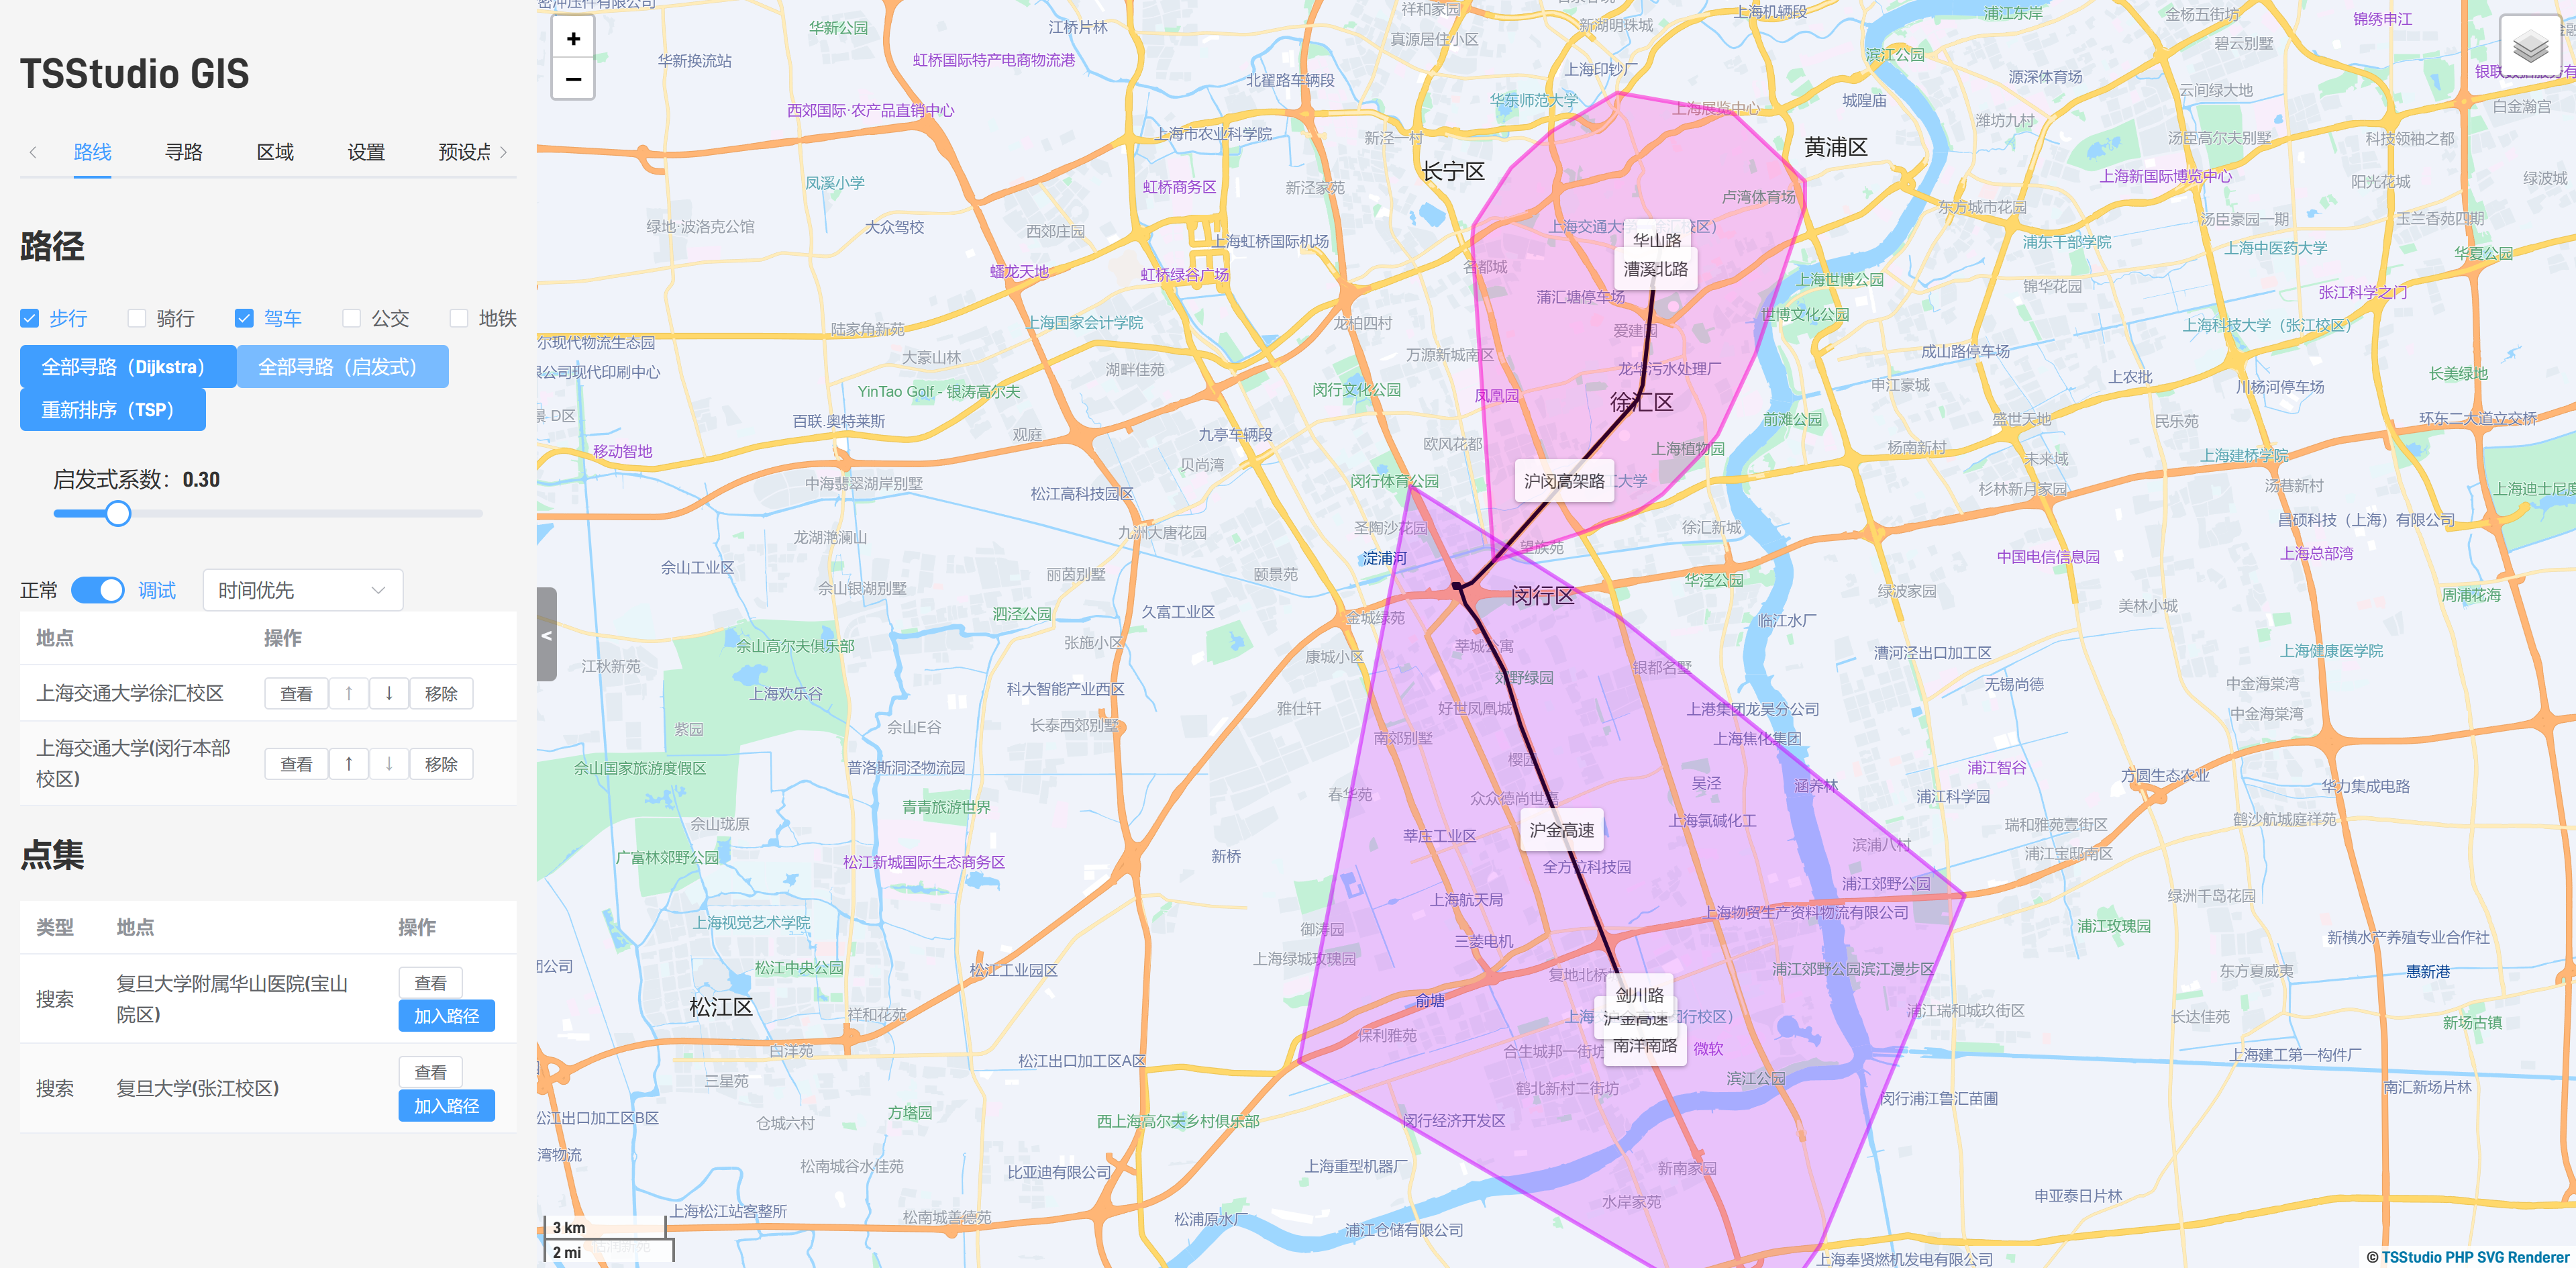 TSStudio GIS
路线 寻路 区域 设置 预设点
路径
步行 骑行 驾车 公交 地铁
全部寻路（Dijkstra） 全部寻路（启发式）
重新排序（TSP）
启发式系数：0.30
正常 调试 时间优先
地点 操作
上海交通大学徐汇校区 查看 ↑ ↓ 移除
上海交通大学(闵行本部
校区) 查看 ↑ ↓ 移除
点集
类型 地点 操作
搜索 复旦大学附属华山医院(宝山
院区) 查看
加入路径
搜索 复旦大学(张江校区) 查看
加入路径
+
−
<
华新公园 江桥片林 祥和家园 上海机辆段 浦江东岸 金杨五街坊 锦绣申江
真源居住小区 新湖明珠城 碧云别墅
华新换流站 虹桥国际特产电商物流港 北翟路车辆段 上海印钞厂 滨江公园 源深体育场
西郊国际·农产品直销中心 华东师范大学 上海展览中心 城隍庙 云间绿大地 白金瀚宫
上海市农业科学院 新泾一村 长宁区 黄浦区 潍坊九村 汤臣高尔夫别墅 科技领袖之都
凤溪小学 虹桥商务区 新泾家苑 卢湾体育场 上海新国际博览中心 阳光花城 绿波城
绿地·波洛克公馆 大众驾校 西郊庄园 上海虹桥国际机场 东方城市花园 汤臣豪园一期 玉兰香苑四期
华山路
漕溪北路
蟠龙天地 虹桥绿谷广场 名都城 浦东干部学院 上海中医药大学 华夏公园
蒲汇塘停车场 上海世博公园 锦华花园 张江科学之门
陆家角新苑 上海国家会计学院 龙柏四村 爱建园 世博文化公园 上海科技大学（张江校区）
尔现代物流生态园 大豪山林 湖畔佳苑 万源新城南区 龙华污水处理厂 成山路停车场
限公司现代印刷中心 YinTao Golf - 银涛高尔夫 闵行文化公园 凤凰园 申江豪城 上农批 川杨河停车场 长美绿地
徐汇区
百联.奥特莱斯 观庭 九亭车辆段 欧风花都 上海植物园 前滩公园 盛世天地 民乐苑 环东二大道立交桥
移动智地 贝尚湾 杨南新村 未来域 上海建桥学院
中海翡翠湖岸别墅 松江高科技园区 闵行体育公园 沪闵高架路 杉林新月家园 汤巷新村
龙湖滟澜山 九洲大唐花园 圣陶沙花园 徐汇新城 昌硕科技（上海）有限公司
佘山工业区 丽茵别墅 颐景苑 淀浦河 望族苑 中国电信信息园 上海总部湾
佘山银湖别墅 泗泾公园 久富工业区 闵行区 华泾公园 绿波家园 美林小城 周浦花海
佘山高尔夫俱乐部 张施小区 金城绿苑 临江水厂
江秋新苑 康城小区 莘城公寓 银都名墅 漕河泾出口加工区 上海健康医学院
上海欢乐谷 科大智能产业西区 郊野绿园 无锡尚德 中金海棠湾
紫园 佘山E谷 长泰西郊别墅 雅仕轩 好世凤凰城 上港集团龙吴分公司 中金海棠湾
南郊别墅 上海焦化集团
佘山国家旅游度假区 普洛斯洞泾物流园 吴泾 涵养林 浦江智谷 方圆生态农业 华力集成电路
青青旅游世界 春华苑 众众德尚世嘉 浦江科学园
佘山珑原 莘庄工业区 沪金高速 上海氯碱化工 滨浦八村 瑞和雅苑壹街坊 鹤沙航城庭祥苑
广富林郊野公园 松江新城国际生态商务区 新桥 全方位科技园 浦江宝邸南区
上海航天局 浦江郊野公园 绿洲千岛花园
上海视觉艺术学院 御涛园 三菱电机 上海物贸生产资料物流有限公司 浦江玫瑰园
松江中央公园 松江工业园区 上海绿城玫瑰园 浦江郊野公园滨江漫步区 新横水产养殖专业合作社
东方夏威夷 惠新港
松江区 祥和花苑 俞塘 剑川路 浦江瑞和城玖街区 长达佳苑 新场古镇
沪金高速
白洋苑 松江出口加工区A区 保利雅苑 合生城邦一街坊 南洋南路 微软 上海建工第一构件厂
三星苑 鹤北新村二街坊 滨江公园 南汇新场片林
松江出口加工区B区 仓城六村 方塔园 西上海高尔夫乡村俱乐部 闵行经济开发区 闵行浦江鲁汇苗圃
湾物流 松南城谷水佳苑 比亚迪有限公司 上海重型机器厂 新南家园
水岸家苑 申亚泰日片林
上海松江站客整所 松南城善德苑 松浦原水厂 浦江仓储有限公司
3 km
2 mi
上海奉贤燃机发电有限公司
© TSStudio PHP SVG Renderer